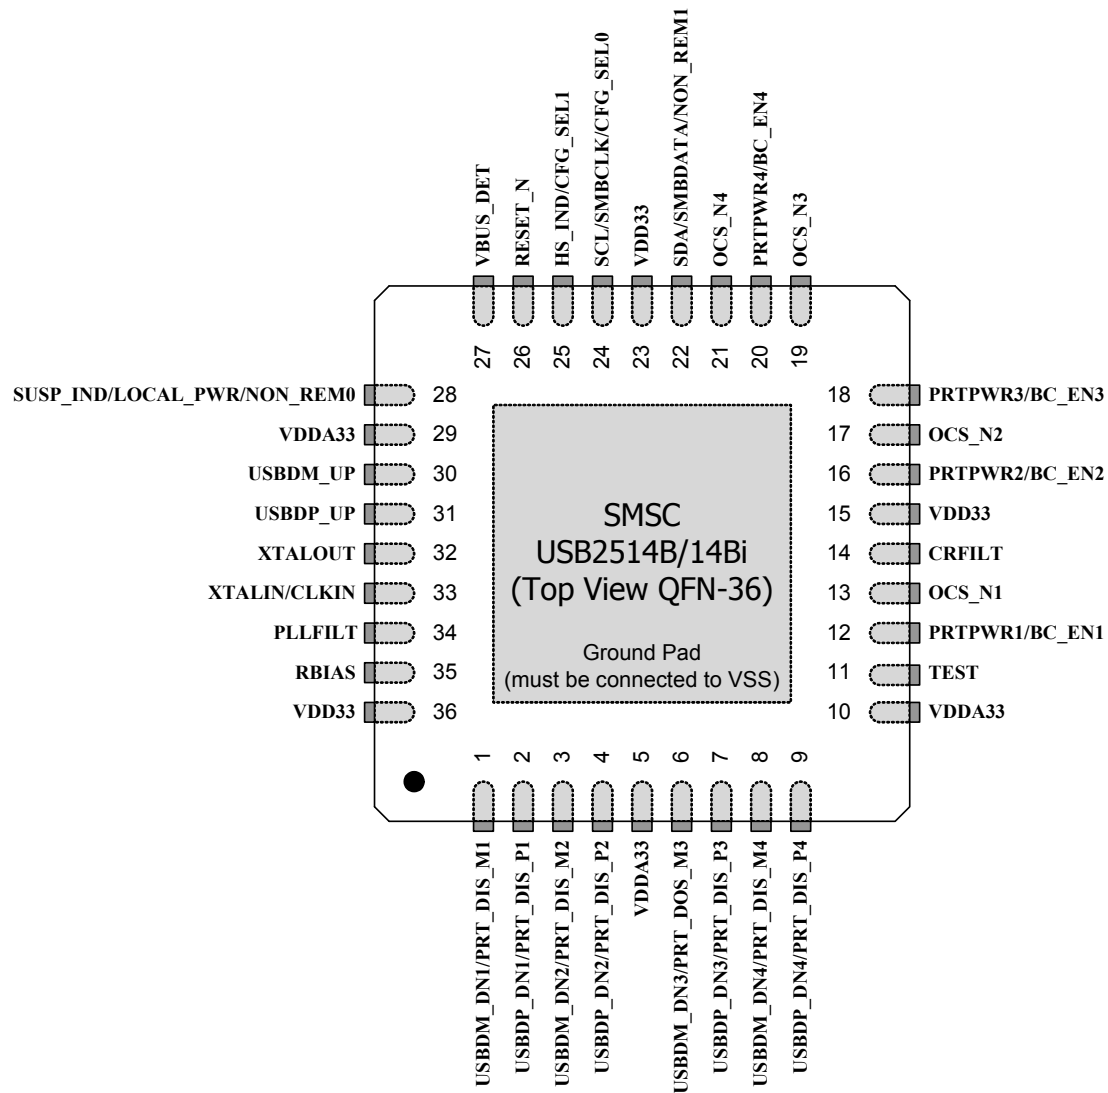 VBUS_DET
RESET_N
HS_IND/CFG_SEL1
SCL/SMBCLK/CFG_SEL0
VDD33
SDA/SMBDATA/NON_REM1
OCS_N4
PRTPWR4/BC_EN4
OCS_N3
27
26
25
24
23
22
21
20
19
SUSP_IND/LOCAL_PWR/NON_REM0 28
VDDA33 29
USBDM_UP 30
USBDP_UP 31
XTALOUT 32
XTALIN/CLKIN 33
PLLFILT 34
RBIAS 35
VDD33 36
SMSC
USB2514B/14Bi
(Top View QFN-36)
Ground Pad
(must be connected to VSS)
18 PRTPWR3/BC_EN3
17 OCS_N2
16 PRTPWR2/BC_EN2
15 VDD33
14 CRFILT
13 OCS_N1
12 PRTPWR1/BC_EN1
11 TEST
10 VDDA33
1
2
3
4
5
6
7
8
9
USBDM_DN1/PRT_DIS_M1
USBDP_DN1/PRT_DIS_P1
USBDM_DN2/PRT_DIS_M2
USBDP_DN2/PRT_DIS_P2
VDDA33
USBDM_DN3/PRT_DOS_M3
USBDP_DN3/PRT_DIS_P3
USBDM_DN4/PRT_DIS_M4
USBDP_DN4/PRT_DIS_P4